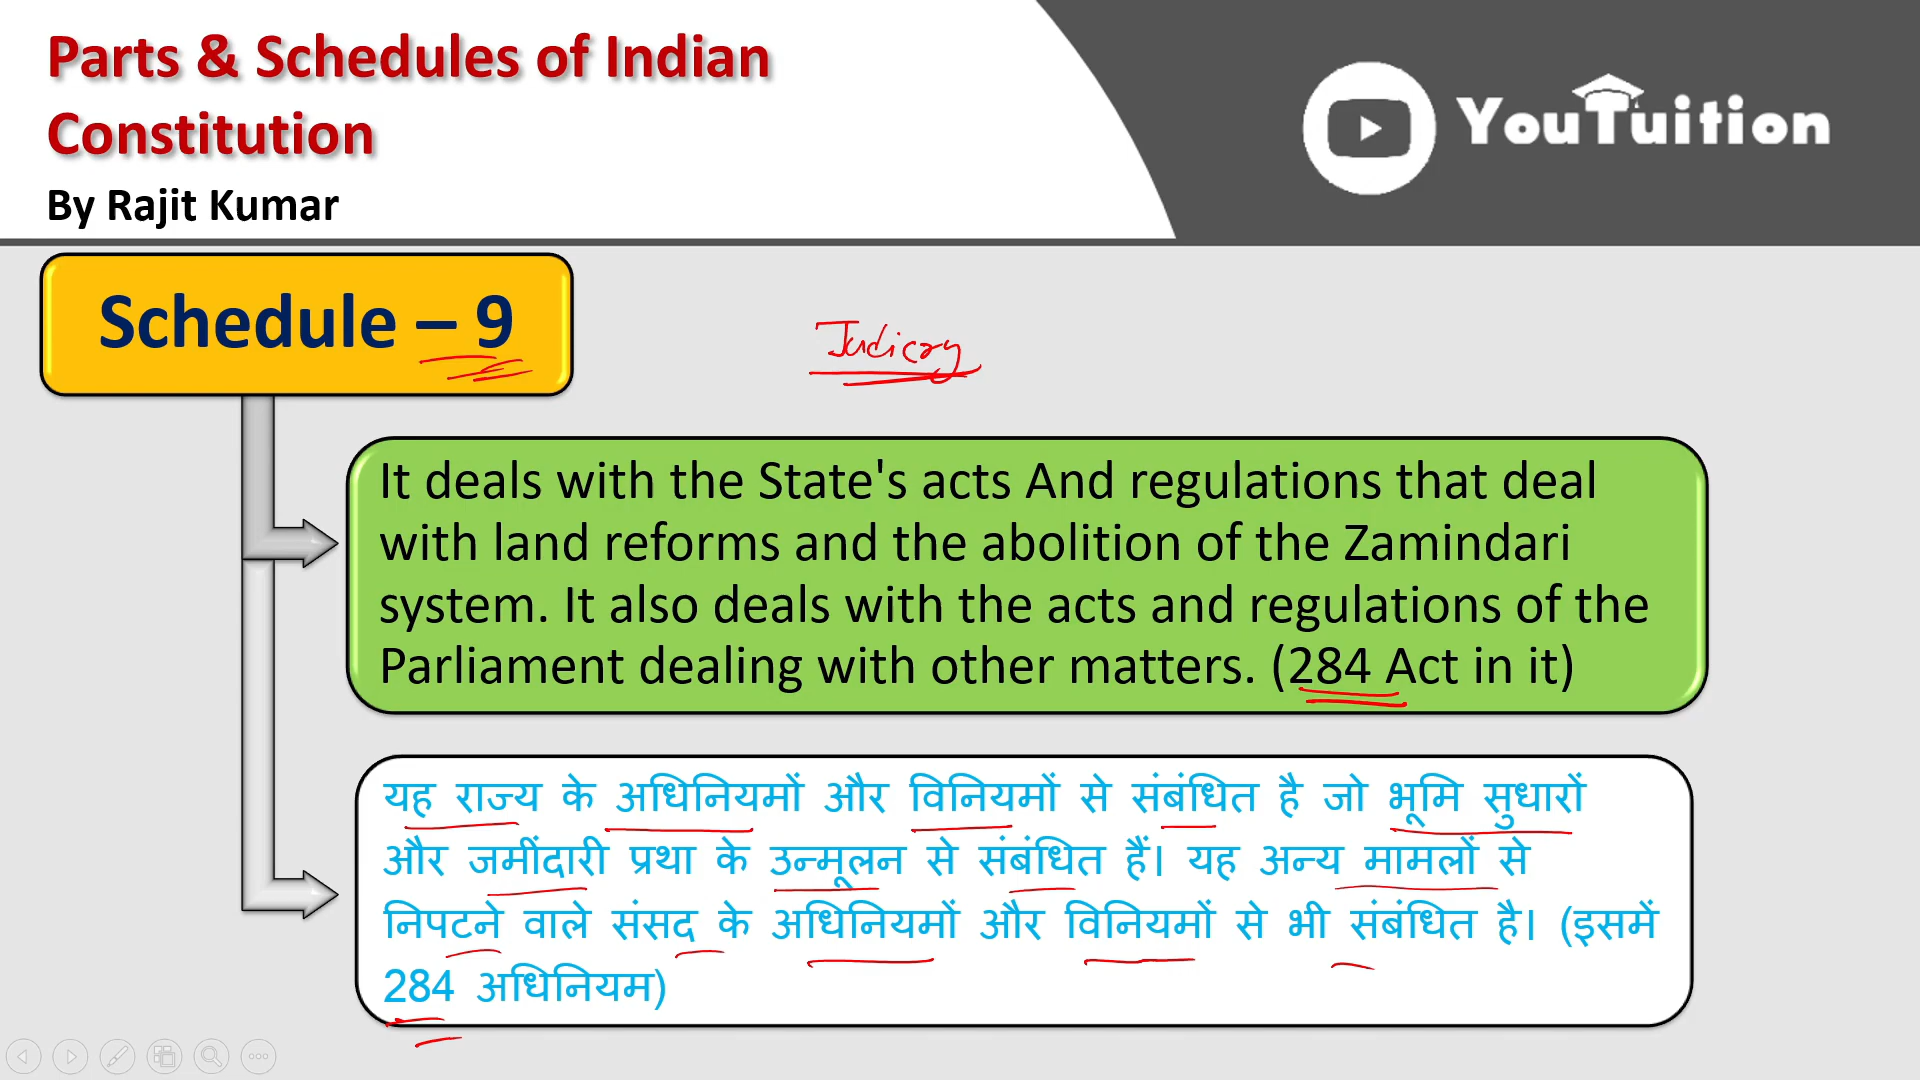 Parts & Schedules of Indian
Constitution
By Rajit Kumar
YouTuition
Schedule – 9
Judicary
It deals with the State's acts And regulations that deal
with land reforms and the abolition of the Zamindari
system. It also deals with the acts and regulations of the
Parliament dealing with other matters. (284 Act in it)
यह राज्य के अधिनियमों और विनियमों से संबंधित है जो भूमि सुधारों
और जमींदारी प्रथा के उन्मूलन से संबंधित हैं। यह अन्य मामलों से
निपटने वाले संसद के अधिनियमों और विनियमों से भी संबंधित है। (इसमें
284 अधिनियम)